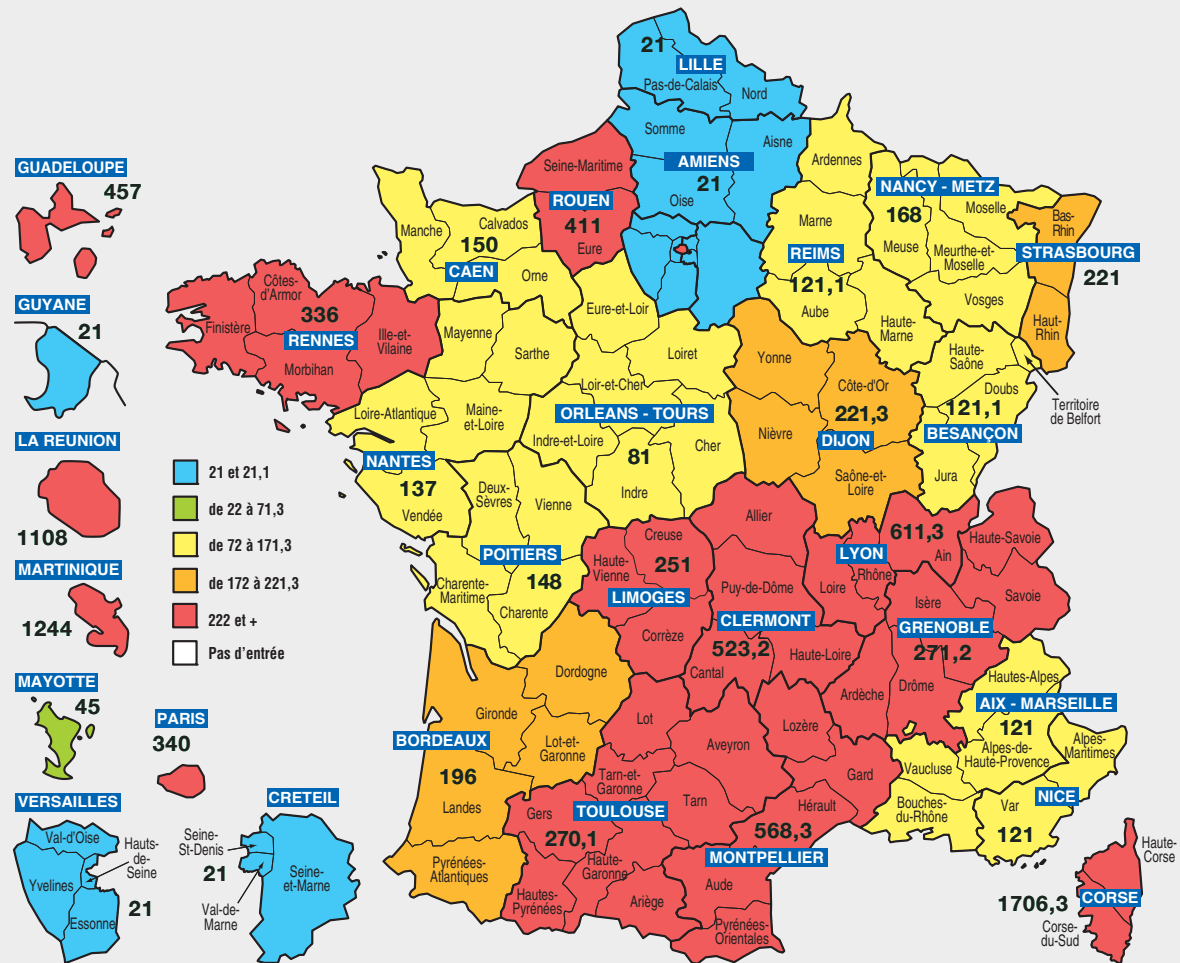 21
LILLE
Pas-de-Calais
Nord
Somme
Aisne
AMIENS
21
Oise
Seine-Maritime
ROUEN
411
Eure
Ardennes
Marne
REIMS
121,1
Aube
Haute-
Marne
NANCY - METZ
168
Moselle
Meuse
Meurthe-et-
Moselle
Vosges
Bas-
Rhin
STRASBOURG
221
Haut-
Rhin
GUADELOUPE
457
GUYANE
21
LA REUNION
1108
MARTINIQUE
1244
MAYOTTE
45
PARIS
340
Manche
Calvados
150
CAEN
Orne
Côtes-
d'Armor
Finistère
336
RENNES
Ille-et-
Vilaine
Morbihan
Mayenne
Sarthe
Loire-Atlantique
Maine-
et-Loire
NANTES
137
Vendée
Eure-et-Loir
Loiret
Loir-et-Cher
ORLEANS - TOURS
Indre-et-Loire
81
Cher
Indre
Yonne
Côte-d'Or
221,3
Nièvre
DIJON
Saône-et-
Loire
Haute-
Saône
Doubs
121,1
BESANÇON
Jura
Territoire
de Belfort
21 et 21,1
de 22 à 71,3
de 72 à 171,3
de 172 à 221,3
222 et +
Pas d'entrée
Deux-
Sèvres
Vienne
POITIERS
148
Charente-
Maritime
Charente
Creuse
Haute-
Vienne
251
LIMOGES
Corrèze
Allier
Puy-de-Dôme
CLERMONT
523,2
Haute-Loire
Cantal
611,3
LYON
Ain
Rhône
Loire
Haute-Savoie
Savoie
Isère
GRENOBLE
271,2
Ardèche
Drôme
Dordogne
Gironde
BORDEAUX
Lot-et-
Garonne
196
Landes
Pyrénées-
Atlantiques
Lot
Aveyron
Tarn-et-
Garonne
Gers
TOULOUSE
Tarn
270,1
Haute-
Garonne
Hautes-
Pyrénées
Ariège
Lozère
Gard
Hérault
568,3
MONTPELLIER
Aude
Pyrénées-
Orientales
Hautes-Alpes
AIX - MARSEILLE
121
Alpes-de-
Haute-Provence
Vaucluse
Bouches-
du-Rhône
Alpes-
Maritimes
NICE
Var
121
Haute-
Corse
1706,3
CORSE
Corse-
du-Sud
VERSAILLES
Val-d'Oise
Hauts-
de-
Seine
Yvelines
21
Essonne
CRETEIL
Seine-
St-Denis
21
Seine-
et-Marne
Val-de-
Marne